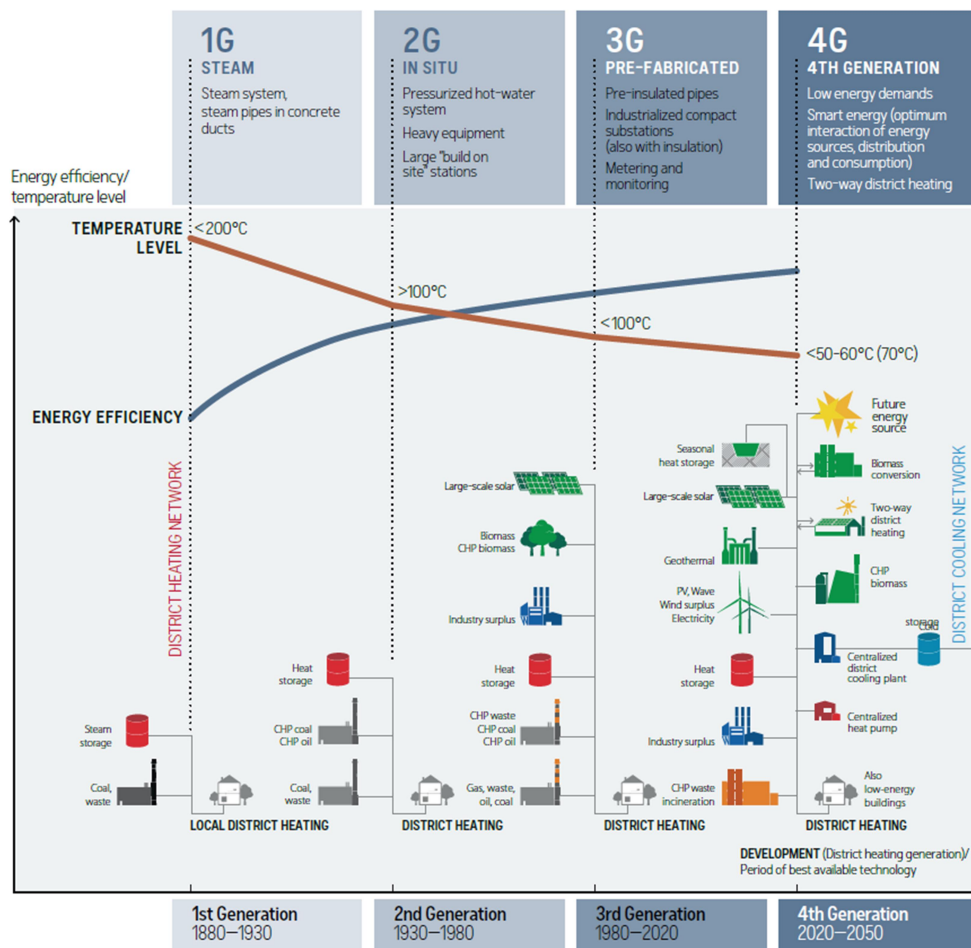 1G
STEAM
Steam system,
steam pipes in concrete
ducts
2G
IN SITU
Pressurized hot-water
system
Heavy equipment
Large "build on
site" stations
3G
PRE-FABRICATED
Pre-insulated pipes
Industrialized compact
substations
(also with insulation)
Metering and
monitoring
4G
4TH GENERATION
Low energy demands
Smart energy (optimum
interaction of energy
sources, distribution
and consumption)
Two-way district heating
Energy efficiency/
temperature level
TEMPERATURE
LEVEL
<200°C
>100°C
<100°C
<50-60°C (70°C)
ENERGY EFFICIENCY
DISTRICT HEATING NETWORK
Steam
storage
Coal,
waste
LOCAL DISTRICT HEATING
Heat
storage
CHP coal
CHP oil
Coal,
waste
DISTRICT HEATING
Large-scale solar
Biomass
CHP biomass
Industry surplus
Heat
storage
CHP waste
CHP coal
CHP oil
Gas, waste,
oil, coal
DISTRICT HEATING
Seasonal
heat storage
Large-scale solar
Geothermal
PV, Wave
Wind surplus
Electricity
Heat
storage
Industry surplus
CHP waste
incineration
DISTRICT HEATING
Future
energy
source
Biomass
conversion
Two-way
district
heating
CHP
biomass
Centralized
district
cooling plant
storage
cold
Centralized
heat pump
Also
low-energy
buildings
DISTRICT COOLING NETWORK
DEVELOPMENT (District heating generation)/
Period of best available technology
1st Generation
1880–1930
2nd Generation
1930–1980
3rd Generation
1980–2020
4th Generation
2020–2050